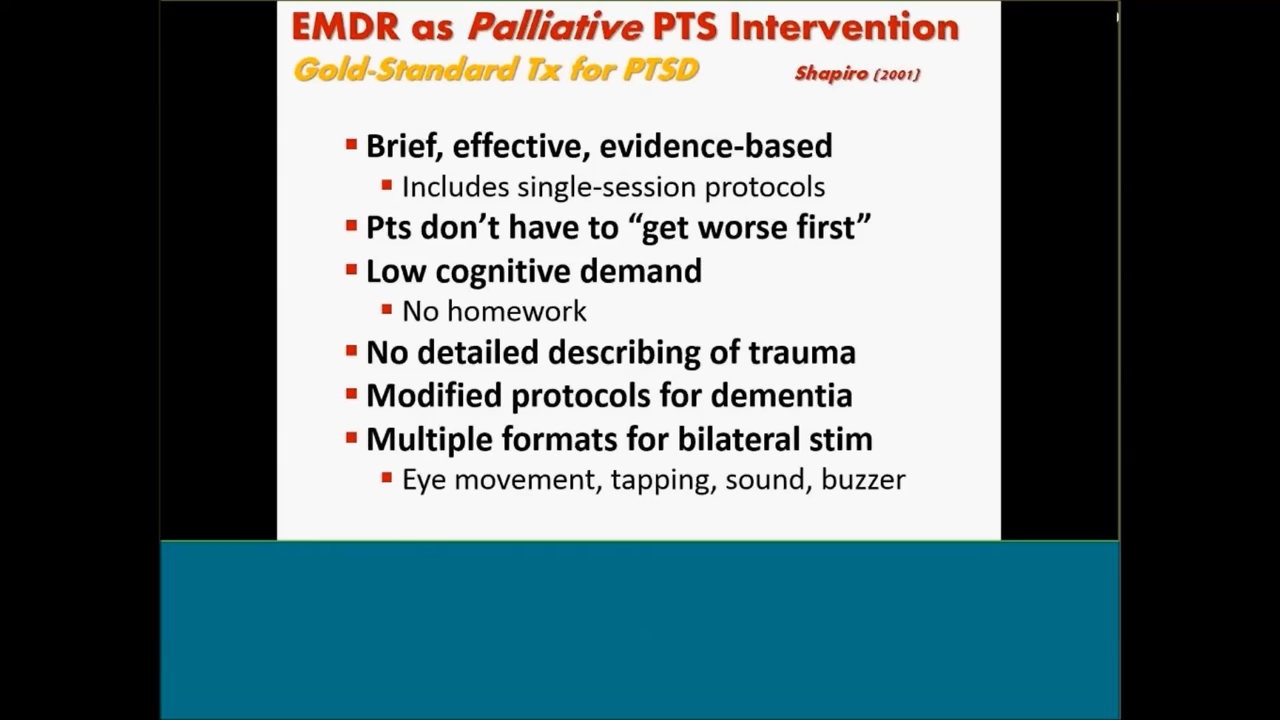 EMDR as Palliative PTS Intervention
Gold-Standard Tx for PTSD Shapiro (2001)
▪ Brief, effective, evidence-based
▪ Includes single-session protocols
▪ Pts don’t have to “get worse first”
▪ Low cognitive demand
▪ No homework
▪ No detailed describing of trauma
▪ Modified protocols for dementia
▪ Multiple formats for bilateral stim
▪ Eye movement, tapping, sound, buzzer